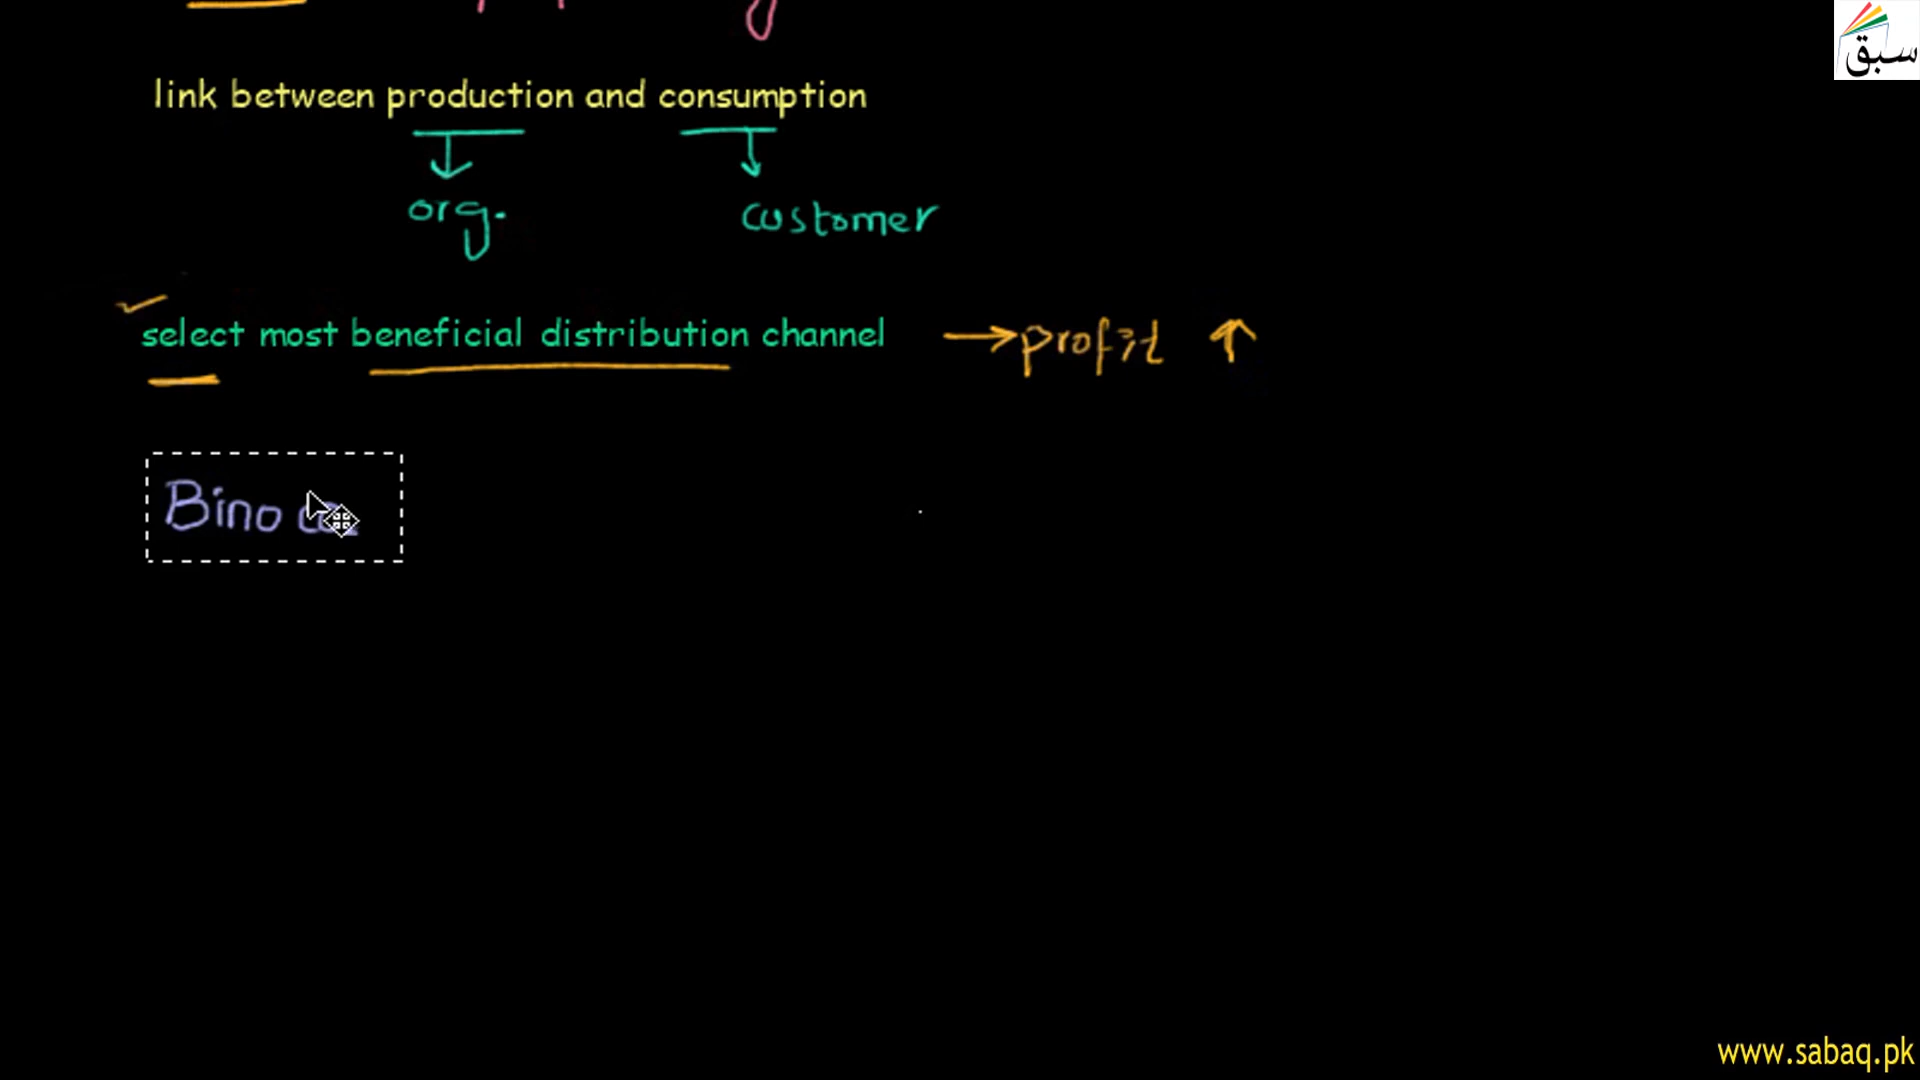 سبق
link between production and consumption
org. customer
select most beneficial distribution channel → profit ↑
Bino
www.sabaq.pk